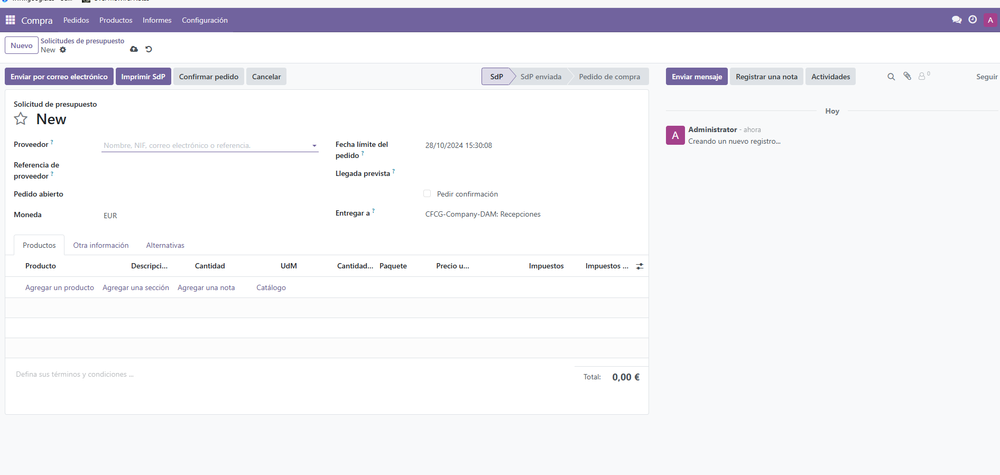 Compra Pedidos Productos Informes Configuración A
Nuevo
Solicitudes de presupuesto
New
Enviar por correo electrónico Imprimir SdP Confirmar pedido Cancelar SdP SdP enviada Pedido de compra Enviar mensaje Registrar una nota Actividades 0 Seguir
Solicitud de presupuesto
New
Proveedor ? Nombre, NIF, correo electrónico o referencia.
Referencia de
proveedor ?
Pedido abierto
Moneda EUR
Fecha límite del
pedido ? 28/10/2024 15:30:08
Llegada prevista ?
Pedir confirmación
Entregar a ? CFCG-Company-DAM: Recepciones
Productos Otra información Alternativas
Producto Descripci... Cantidad UdM Cantidad... Paquete Precio u... Impuestos Impuestos ...
Agregar un producto Agregar una sección Agregar una nota Catálogo
Defina sus términos y condiciones ...
Total: 0,00 €
Hoy
A
Administrator - ahora
Creando un nuevo registro...